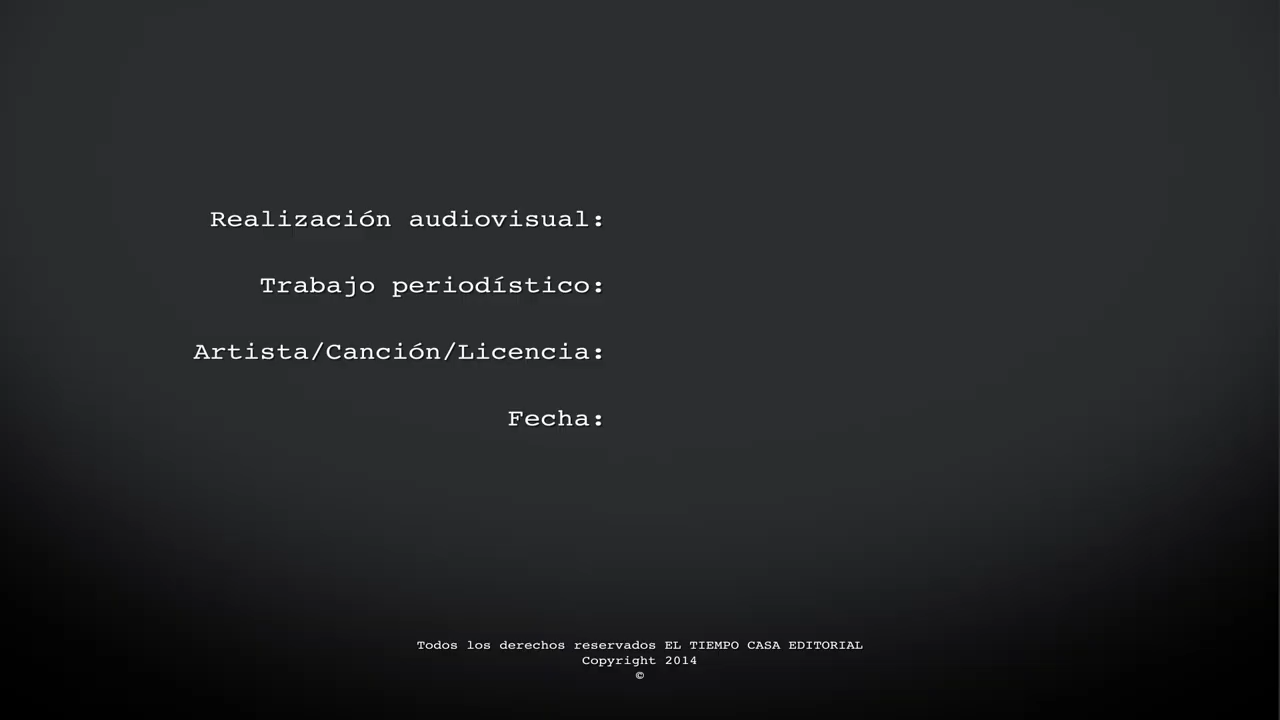 Realización audiovisual:
Trabajo periodístico:
Artista/Canción/Licencia:
Fecha:
Todos los derechos reservados EL TIEMPO CASA EDITORIAL
Copyright 2014
©